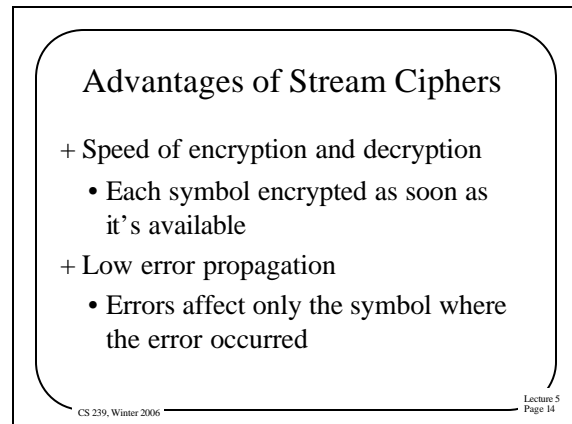 Advantages of Stream Ciphers
+ Speed of encryption and decryption
• Each symbol encrypted as soon as
it's available
+ Low error propagation
• Errors affect only the symbol where
the error occurred
CS 239, Winter 2006
Lecture 5
Page 14